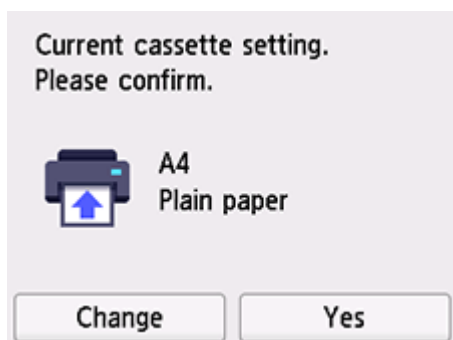 Current cassette setting.
Please confirm.
A4
Plain paper
Change
Yes